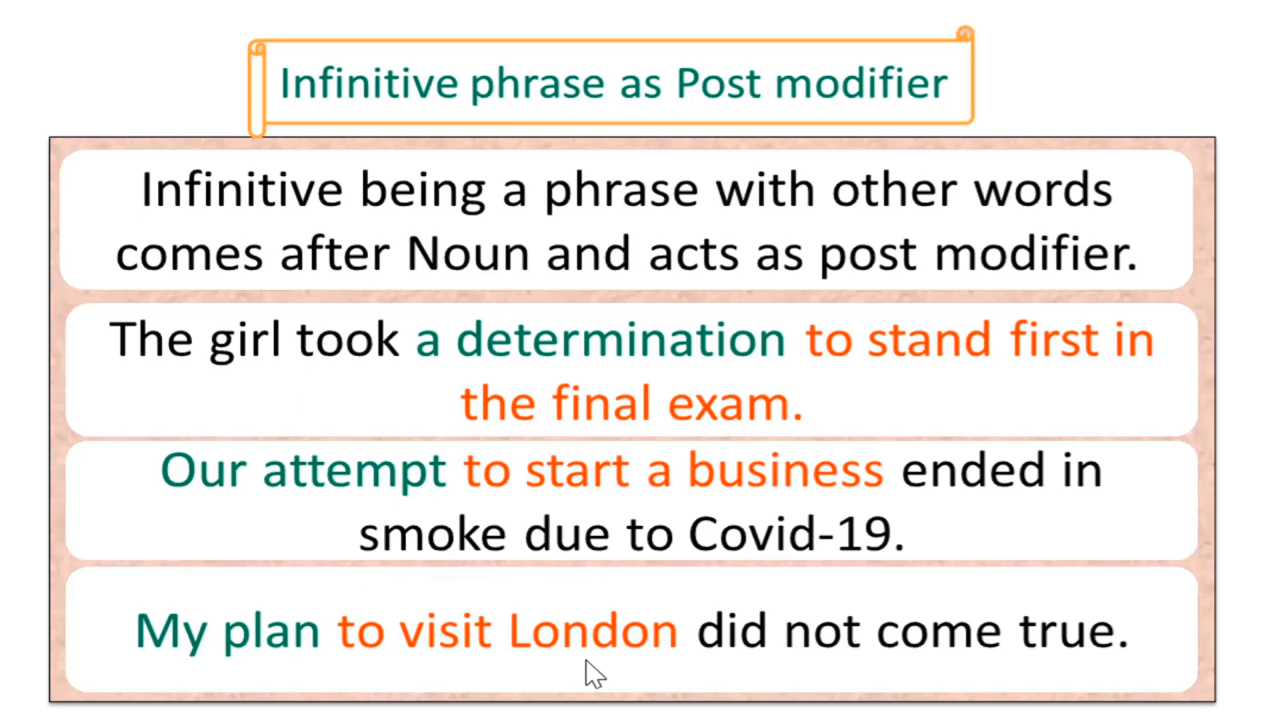 Infinitive phrase as Post modifier
Infinitive being a phrase with other words
comes after Noun and acts as post modifier.
The girl took a determination to stand first in
the final exam.
Our attempt to start a business ended in
smoke due to Covid-19.
My plan to visit London did not come true.